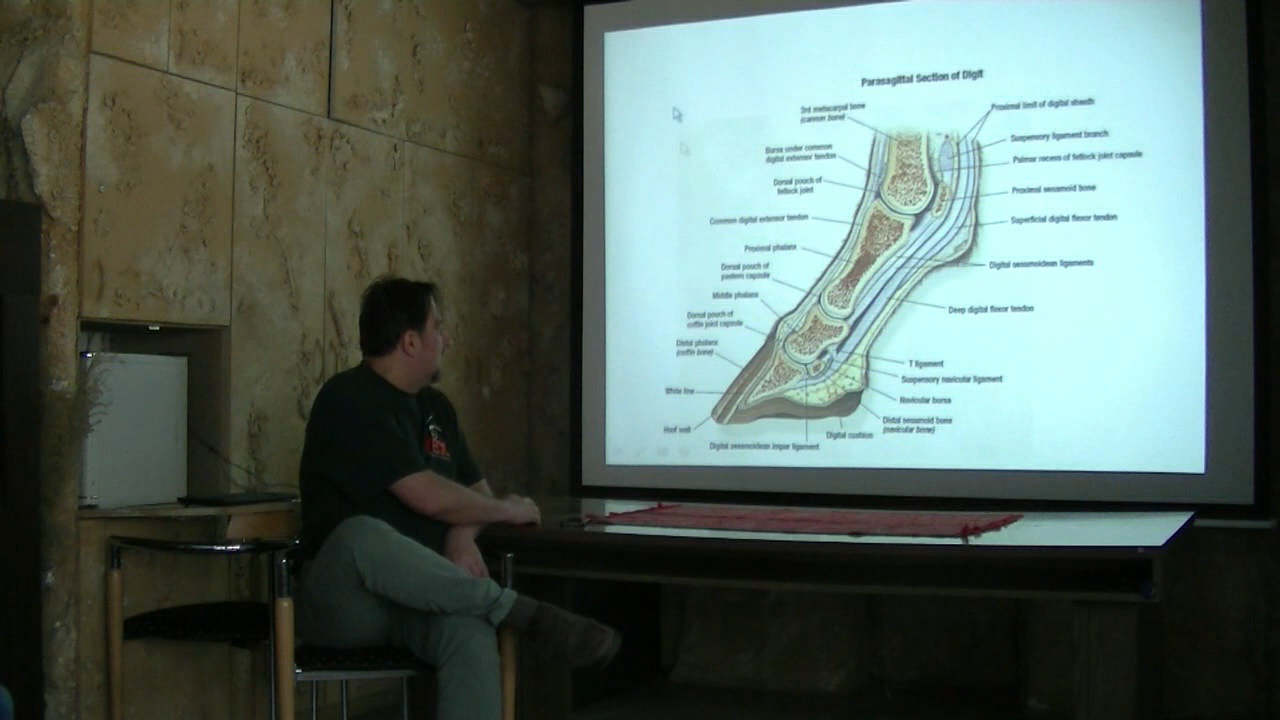 Parasagittal Section of Digit
3rd metacarpal bone
(cannon bone)
Bursa under common
digital extensor tendon
Dorsal pouch of
fetlock joint
Common digital extensor tendon
Proximal phalanx
Dorsal pouch of
pastern capsule
Middle phalanx
Dorsal pouch of
coffin joint capsule
Distal phalanx
(coffin bone)
White line
Hoof wall
Digital sesamoidean impar ligament
Proximal limit of digital sheath
Suspensory ligament branch
Palmar recess of fetlock joint capsule
Proximal sesamoid bone
Superficial digital flexor tendon
Digital sesamoidean ligaments
Deep digital flexor tendon
T ligament
Suspensory navicular ligament
Navicular bursa
Distal sesamoid bone
(navicular bone)
Digital cushion